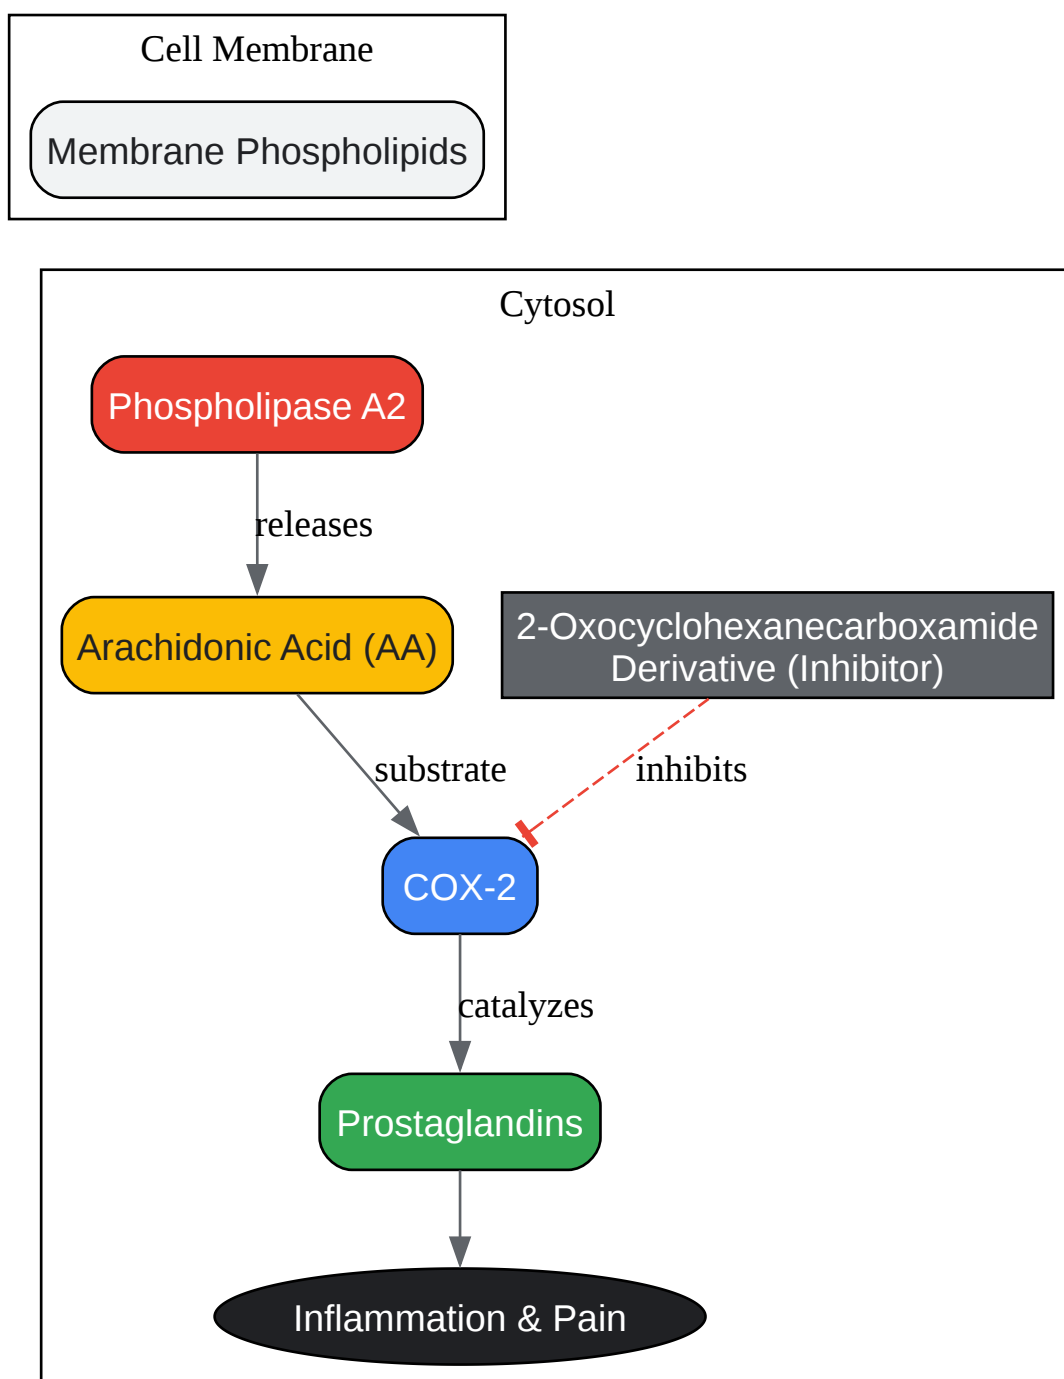 Cell Membrane
Membrane Phospholipids
Cytosol
Phospholipase A2
releases
Arachidonic Acid (AA)
2-Oxocyclohexanecarboxamide
Derivative (Inhibitor)
substrate
inhibits
COX-2
catalyzes
Prostaglandins
Inflammation & Pain